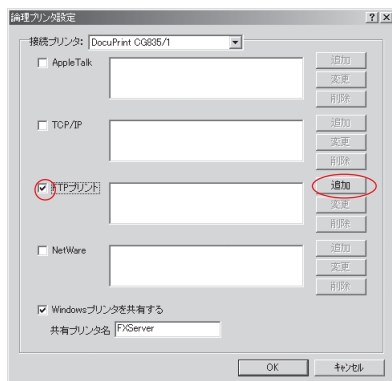 論理プリンタ設定
接続プリンタ: DocuPrint CG835/1
AppleTalk
追加
変更
削除
TCP/IP
追加
変更
削除
FTPプリント
追加
変更
削除
NetWare
追加
変更
削除
Windowsプリンタを共有する
共有プリンタ名 FXServer
OK キャンセル